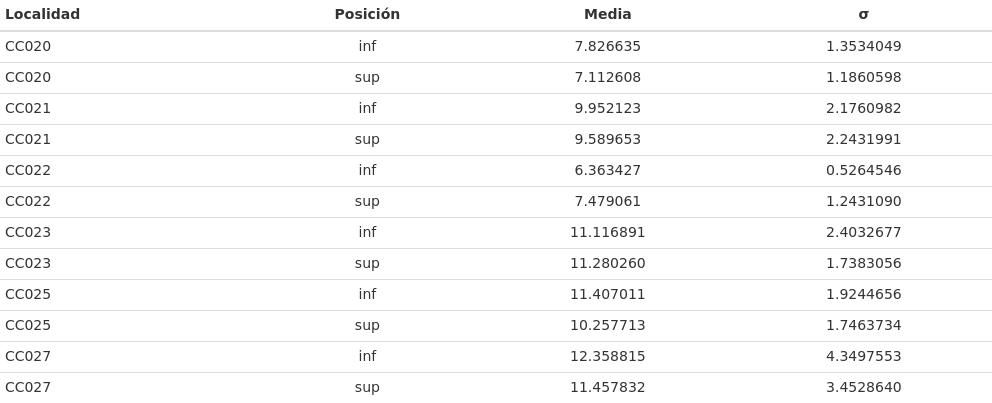 Localidad Posición Media σ
CC020 inf 7.826635 1.3534049
CC020 sup 7.112608 1.1860598
CC021 inf 9.952123 2.1760982
CC021 sup 9.589653 2.2431991
CC022 inf 6.363427 0.5264546
CC022 sup 7.479061 1.2431090
CC023 inf 11.116891 2.4032677
CC023 sup 11.280260 1.7383056
CC025 inf 11.407011 1.9244656
CC025 sup 10.257713 1.7463734
CC027 inf 12.358815 4.3497553
CC027 sup 11.457832 3.4528640